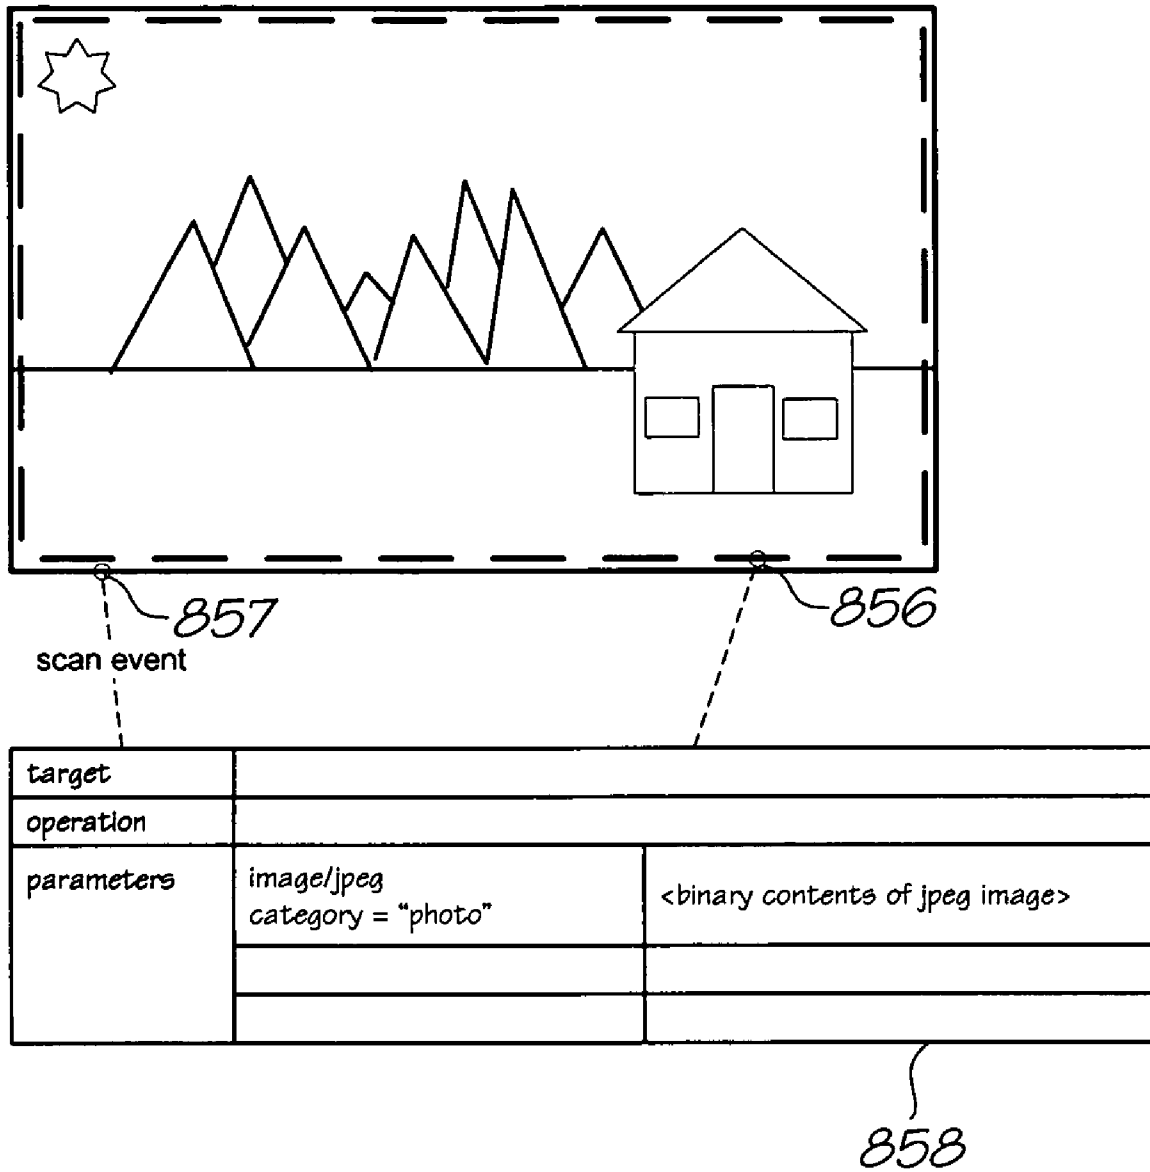 857
856
scan event
target
operation
parameters
image/jpeg
category = “photo”
<binary contents of jpeg image>
858